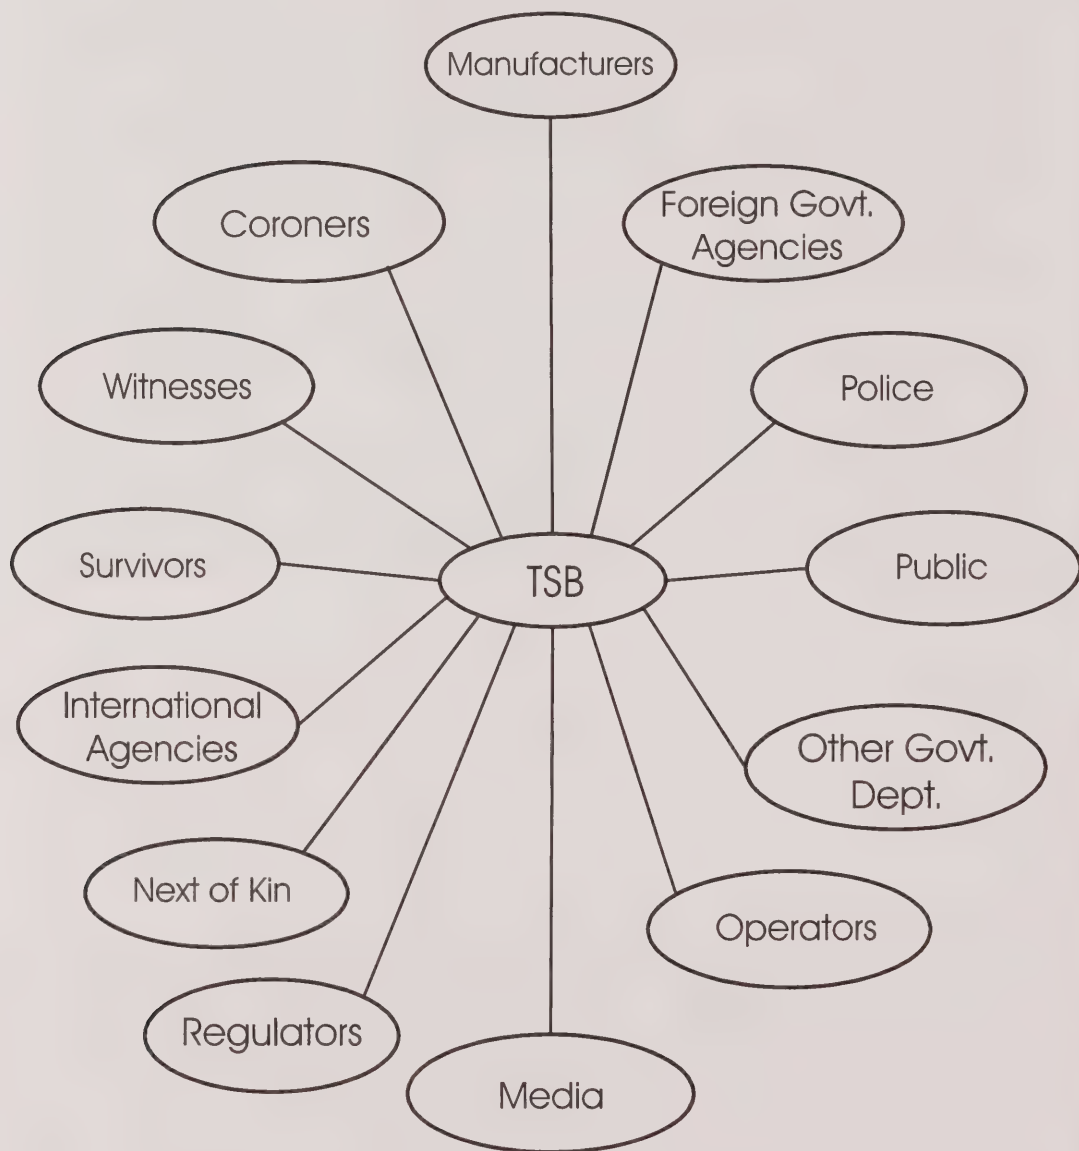 Manufacturers
Coroners
Foreign Govt.
Agencies
Witnesses
Police
Survivors
TSB
Public
International
Agencies
Other Govt.
Dept.
Next of Kin
Operators
Regulators
Media